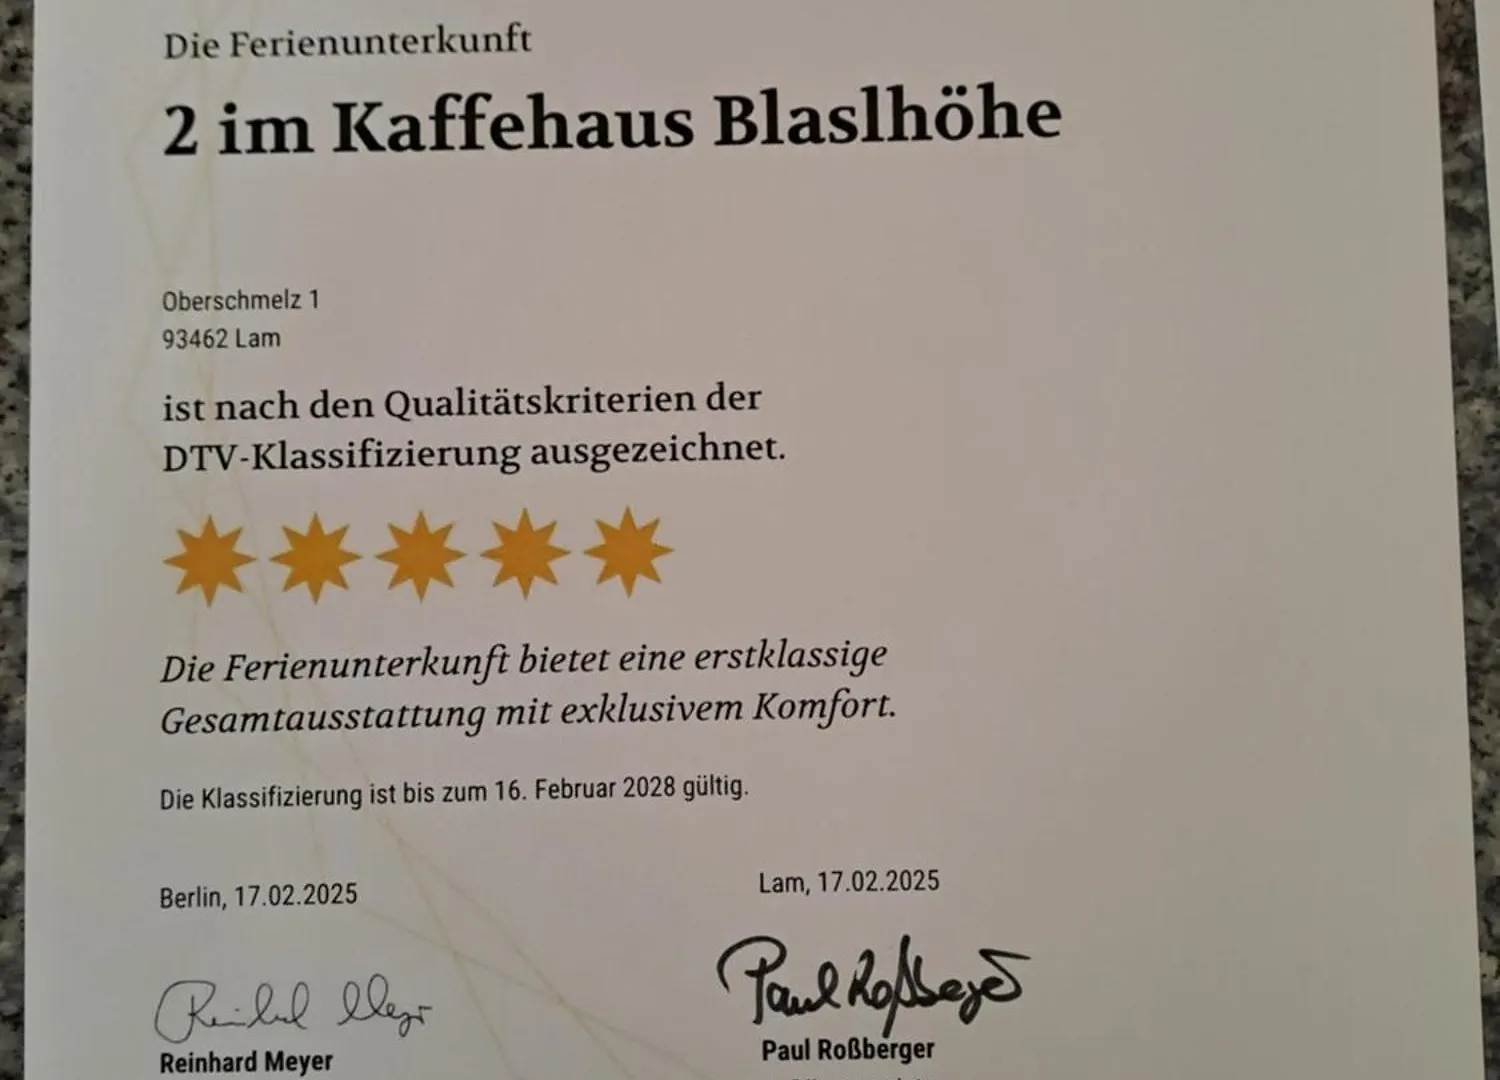 Die Ferienunterkunft
2 im Kaffehaus Blaslhöhe
Oberschmelz 1
93462 Lam
ist nach den Qualitätskriterien der
DTV-Klassifizierung ausgezeichnet.
Die Ferienunterkunft bietet eine erstklassige
Gesamtausstattung mit exklusivem Komfort.
Die Klassifizierung ist bis zum 16. Februar 2028 gültig.
Berlin, 17.02.2025
Lam, 17.02.2025
Reinhard Meyer
Paul Roßberger
Reinhard Meyer
Paul Roßberger